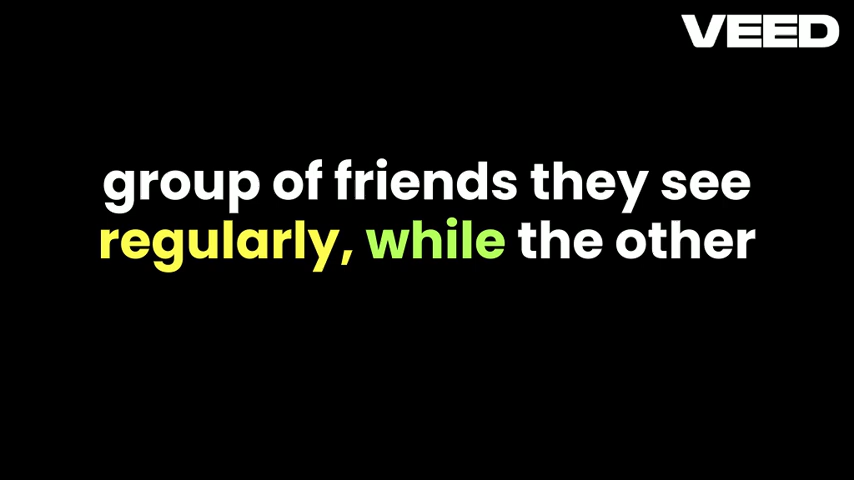 VEED
group of friends they see
regularly, while the other